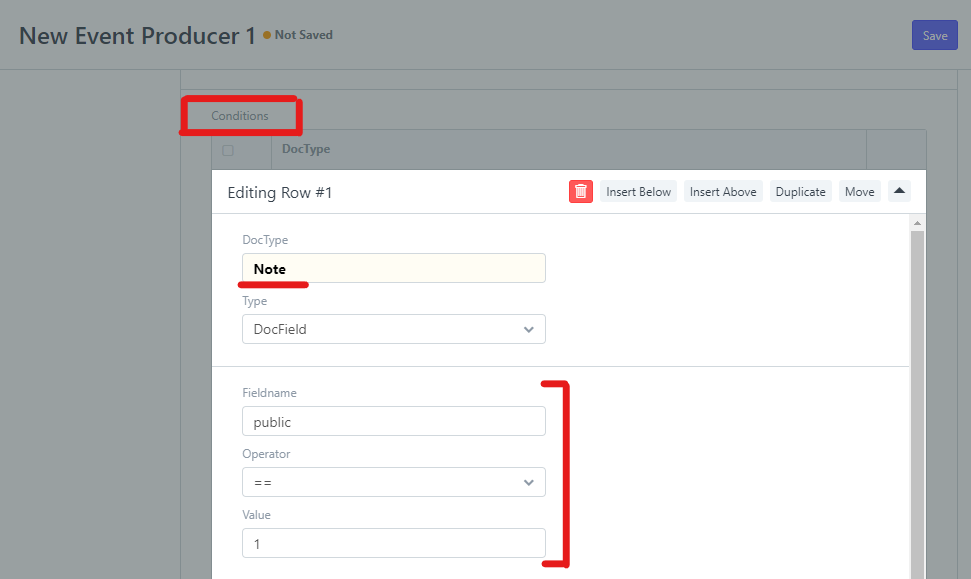 New Event Producer 1 Not Saved Save
Conditions
DocType
Editing Row #1 Insert Below Insert Above Duplicate Move
DocType
Note
Type
DocField
Fieldname
public
Operator
==
Value
1